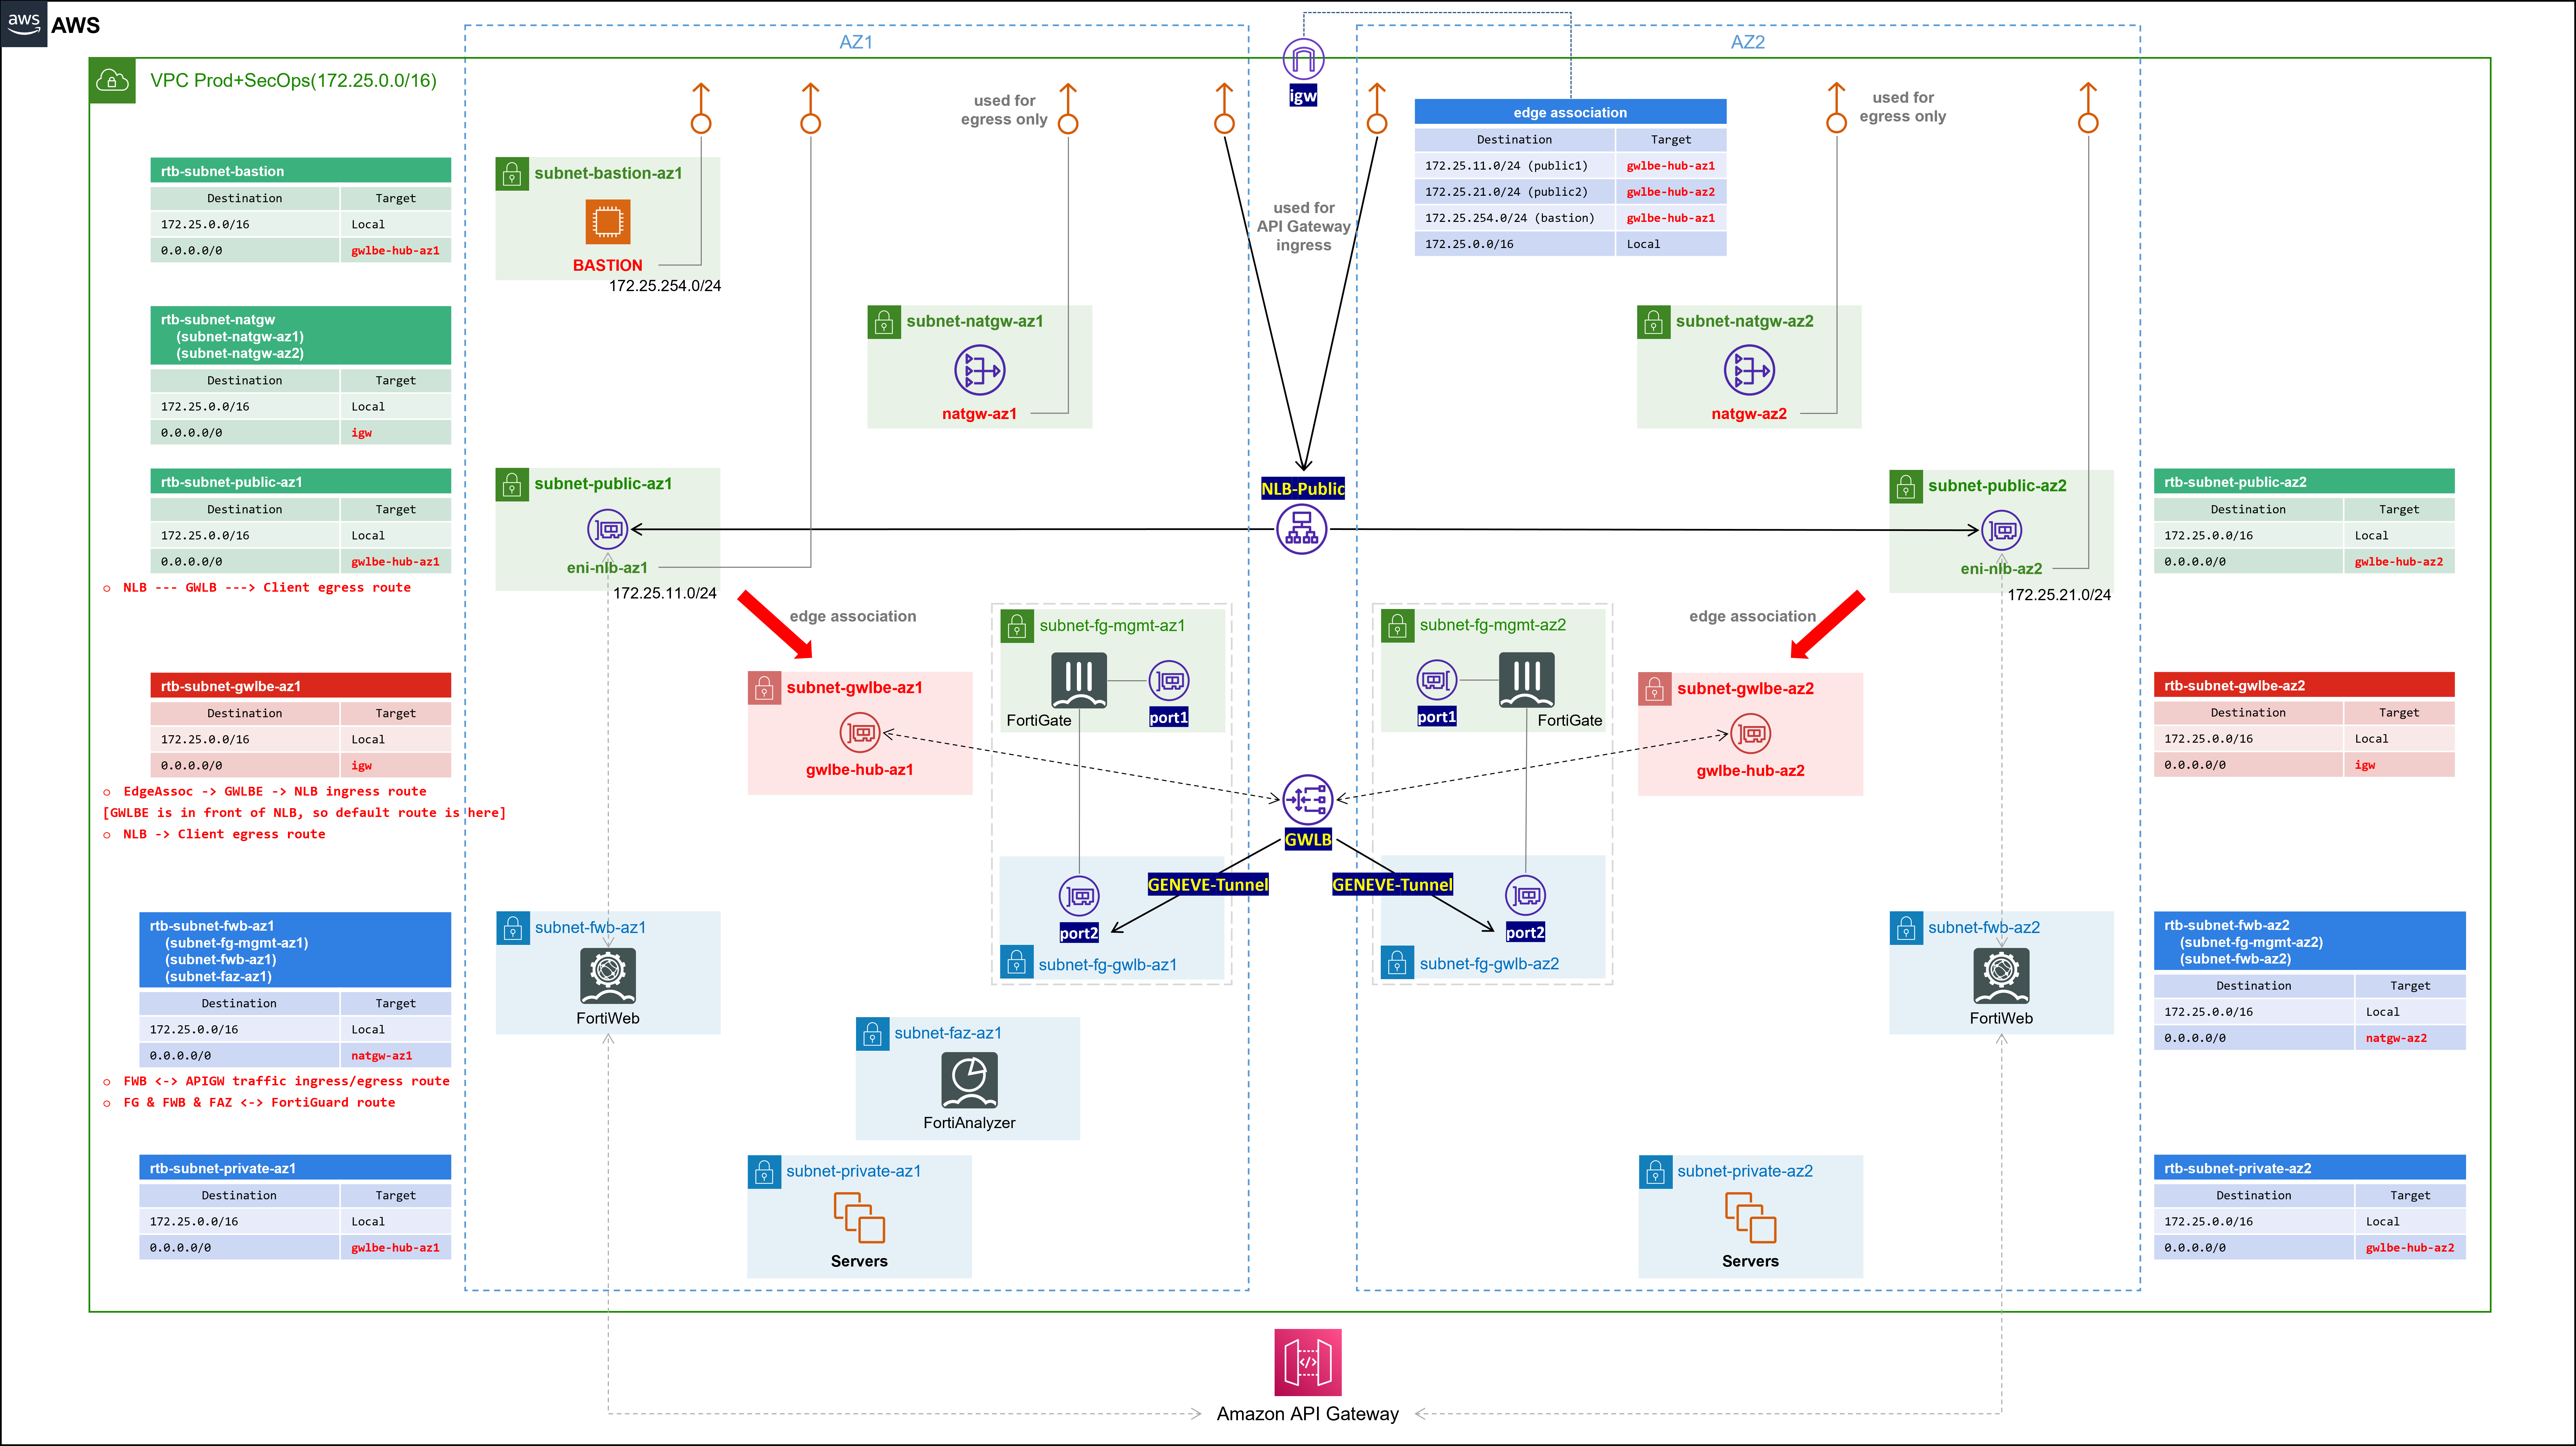 aws
AWS
VPC Prod+SecOps(172.25.0.0/16)
AZ1
AZ2
igw
used for
egress only
used for
API Gateway
ingress
used for
egress only
edge association
Destination Target
172.25.11.0/24 (public1) gwlbe-hub-az1
172.25.21.0/24 (public2) gwlbe-hub-az2
172.25.254.0/24 (bastion) gwlbe-hub-az1
172.25.0.0/16 Local
rtb-subnet-bastion
Destination Target
172.25.0.0/16 Local
0.0.0.0/0 gwlbe-hub-az1
subnet-bastion-az1
BASTION
172.25.254.0/24
rtb-subnet-natgw
(subnet-natgw-az1)
(subnet-natgw-az2)
Destination Target
172.25.0.0/16 Local
0.0.0.0/0 igw
subnet-natgw-az1
natgw-az1
subnet-natgw-az2
natgw-az2
rtb-subnet-public-az1
Destination Target
172.25.0.0/16 Local
0.0.0.0/0 gwlbe-hub-az1
o NLB --- GWLB ---> Client egress route
subnet-public-az1
eni-nlb-az1
172.25.11.0/24
NLB-Public
subnet-public-az2
eni-nlb-az2
172.25.21.0/24
rtb-subnet-public-az2
Destination Target
172.25.0.0/16 Local
0.0.0.0/0 gwlbe-hub-az2
edge association
edge association
rtb-subnet-gwlbe-az1
Destination Target
172.25.0.0/16 Local
0.0.0.0/0 igw
o EdgeAssoc -> GWLBE -> NLB ingress route
[GWLBE is in front of NLB, so default route is here]
o NLB -> Client egress route
subnet-gwlbe-az1
gwlbe-hub-az1
subnet-fg-mgmt-az1
FortiGate
port1
subnet-fg-mgmt-az2
port1
FortiGate
subnet-gwlbe-az2
gwlbe-hub-az2
rtb-subnet-gwlbe-az2
Destination Target
172.25.0.0/16 Local
0.0.0.0/0 igw
GWLB
GENEVE-Tunnel
GENEVE-Tunnel
port2
subnet-fg-gwlb-az1
port2
subnet-fg-gwlb-az2
rtb-subnet-fwb-az1
(subnet-fg-mgmt-az1)
(subnet-fwb-az1)
(subnet-faz-az1)
Destination Target
172.25.0.0/16 Local
0.0.0.0/0 natgw-az1
o FWB <-> APIGW traffic ingress/egress route
o FG & FWB & FAZ <-> FortiGuard route
subnet-fwb-az1
FortiWeb
subnet-faz-az1
FortiAnalyzer
subnet-fwb-az2
FortiWeb
rtb-subnet-fwb-az2
(subnet-fg-mgmt-az2)
(subnet-fwb-az2)
Destination Target
172.25.0.0/16 Local
0.0.0.0/0 natgw-az2
rtb-subnet-private-az1
Destination Target
172.25.0.0/16 Local
0.0.0.0/0 gwlbe-hub-az1
subnet-private-az1
Servers
subnet-private-az2
Servers
rtb-subnet-private-az2
Destination Target
172.25.0.0/16 Local
0.0.0.0/0 gwlbe-hub-az2
</>
Amazon API Gateway